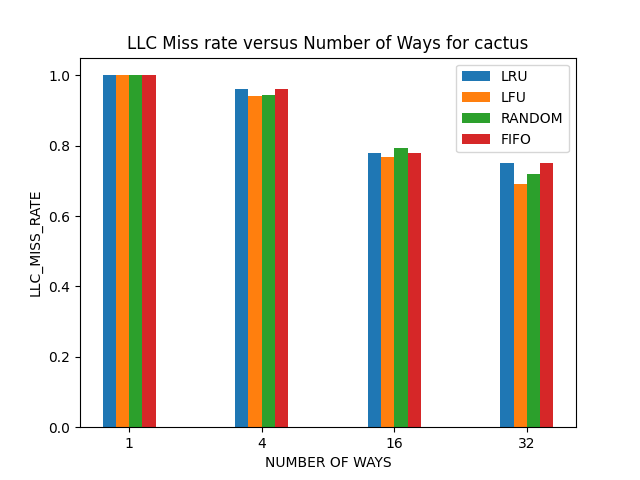 LLC Miss rate versus Number of Ways for cactus
LRU
LFU
RANDOM
FIFO
1.0
0.8
0.6
0.4
0.2
0.0
LLC_MISS_RATE
1 4 16 32
NUMBER OF WAYS